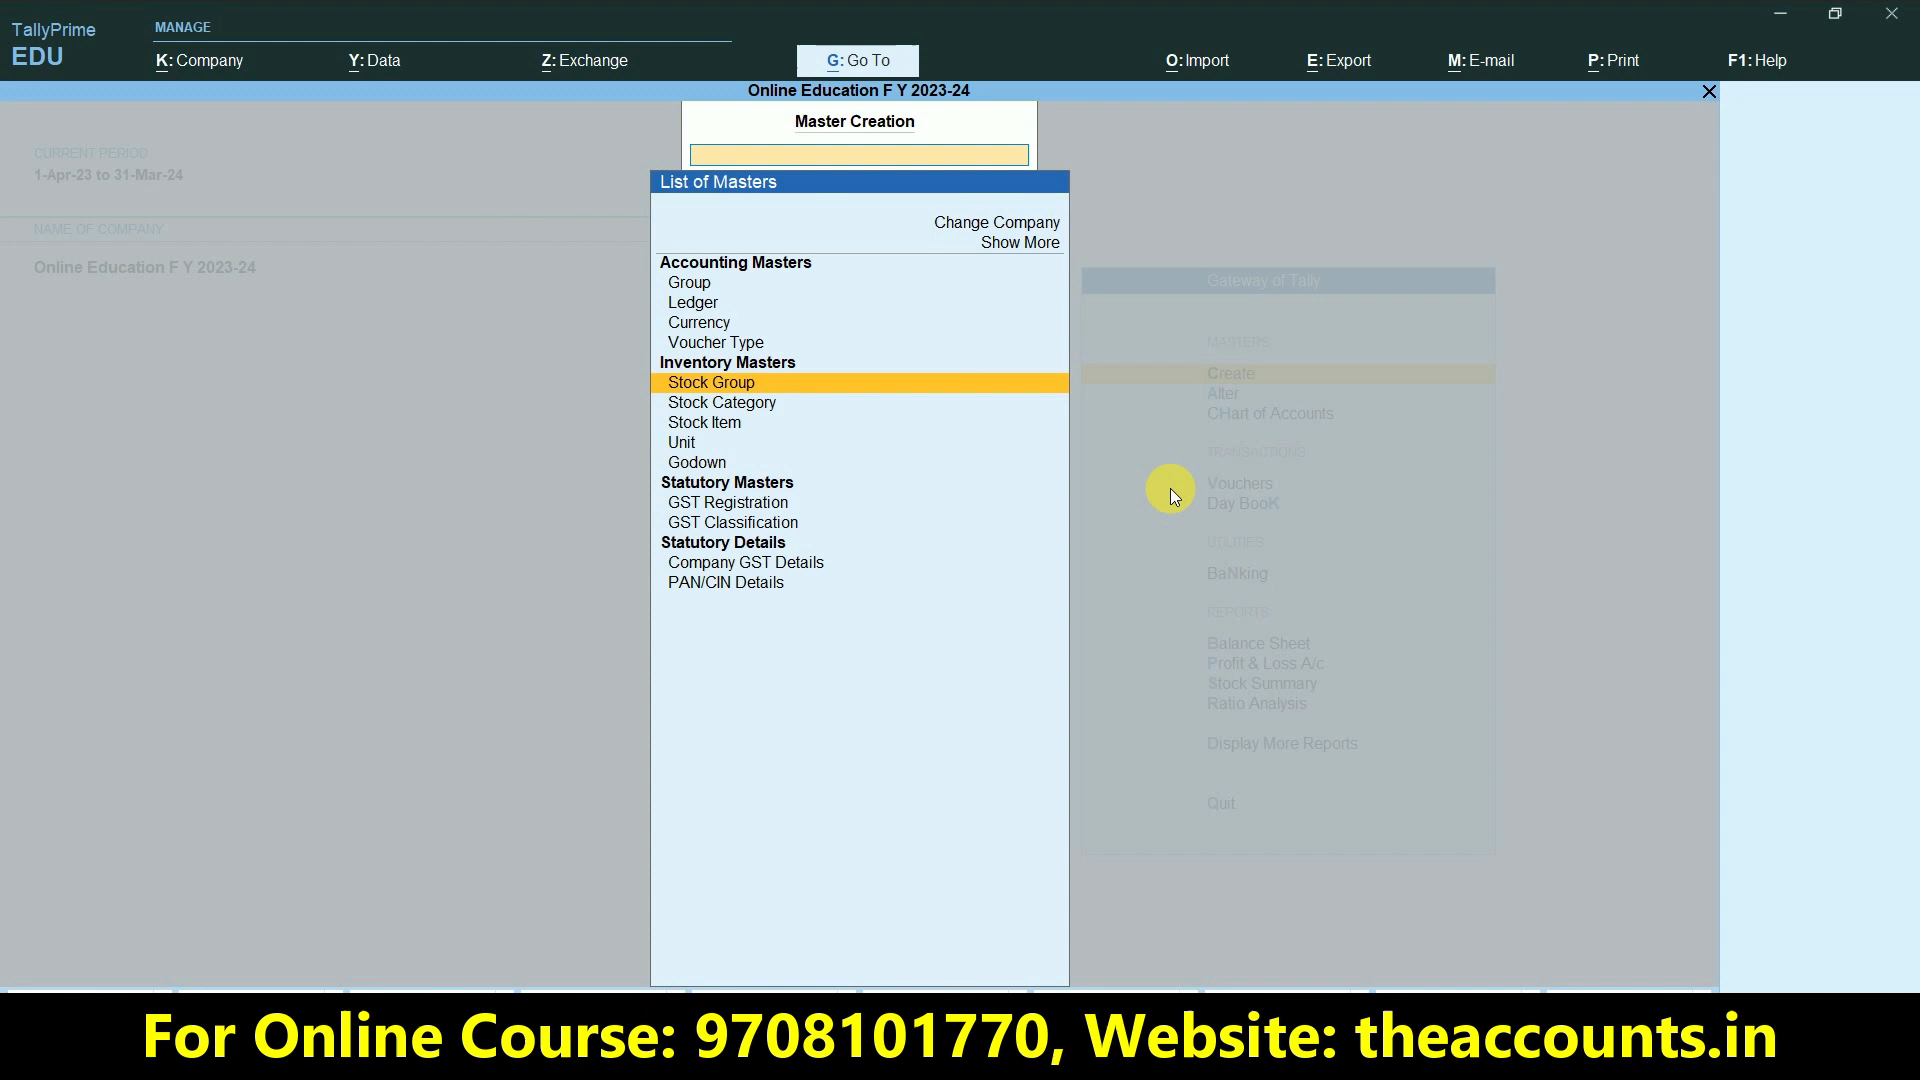 TallyPrime
EDU
MANAGE
K: Company
Y: Data
Z: Exchange
G: Go To
O: Import
E: Export
M: E-mail
P: Print
F1: Help
Online Education F Y 2023-24
Master Creation
CURRENT PERIOD
1-Apr-23 to 31-Mar-24
NAME OF COMPANY
Online Education F Y 2023-24
List of Masters
Change Company
Show More
Accounting Masters
Group
Ledger
Currency
Voucher Type
Inventory Masters
Stock Group
Stock Category
Stock Item
Unit
Godown
Statutory Masters
GST Registration
GST Classification
Statutory Details
Company GST Details
PAN/CIN Details
Gateway of Tally
MASTERS
Create
Alter
CHart of Accounts
TRANSACTIONS
Vouchers
Day BooK
UTILITIES
BaNking
REPORTS
Balance Sheet
Profit & Loss A/c
Stock Summary
Ratio Analysis
Display More Reports
Quit
For Online Course: 9708101770, Website: theaccounts.in